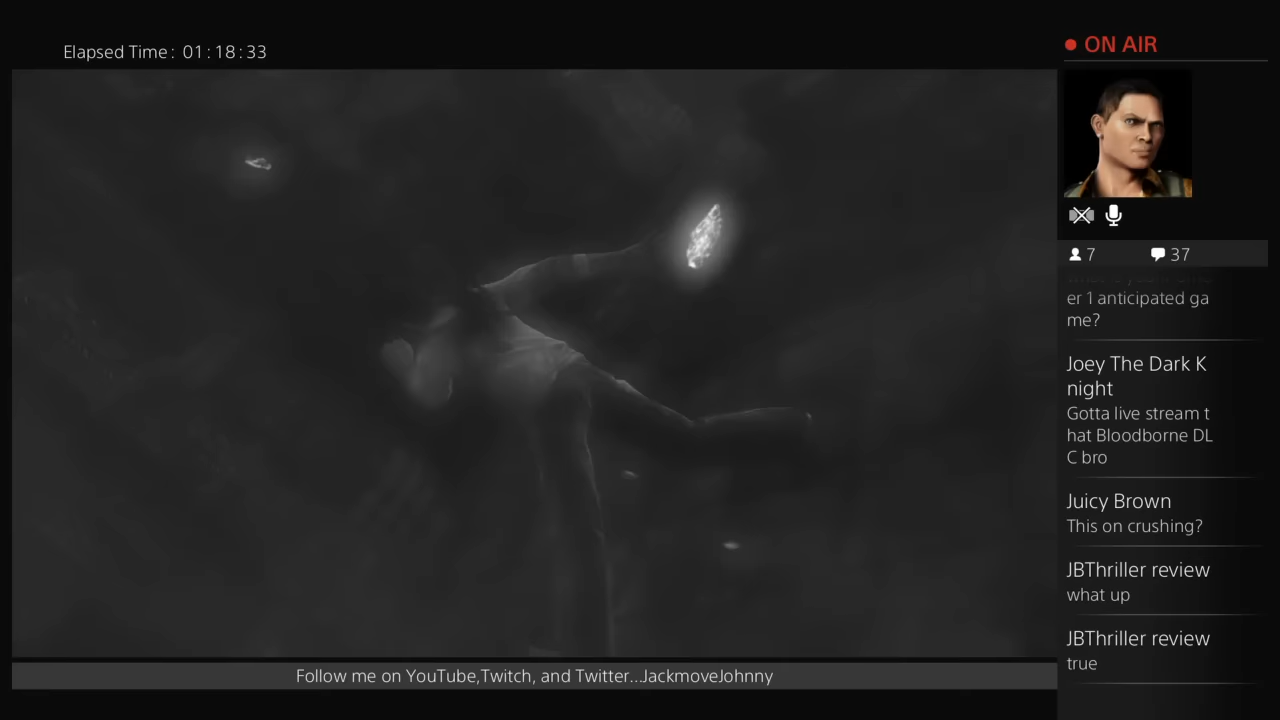 Elapsed Time: 01:18:33
ON AIR
7
37
er 1 anticipated ga
me?
Joey The Dark K
night
Gotta live stream t
hat Bloodborne DL
C bro
Juicy Brown
This on crushing?
JBThriller review
what up
JBThriller review
true
Follow me on YouTube,Twitch, and Twitter...JackmoveJohnny